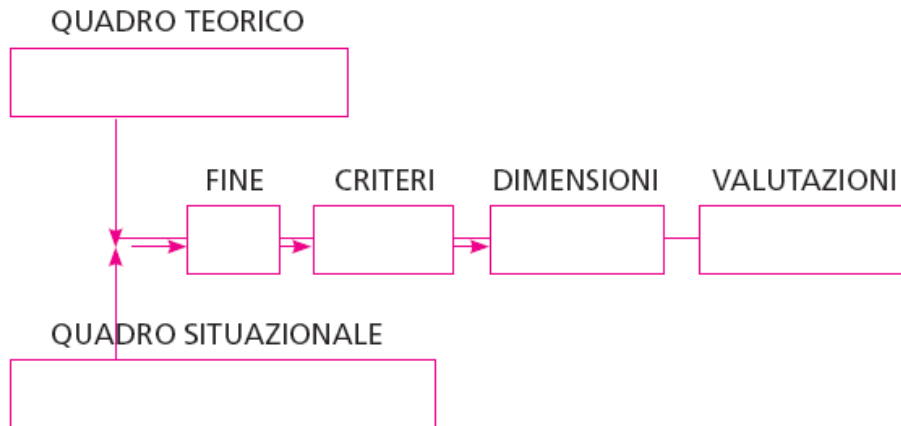 QUADRO TEORICO
FINE CRITERI DIMENSIONI VALUTAZIONI
QUADRO SITUAZIONALE